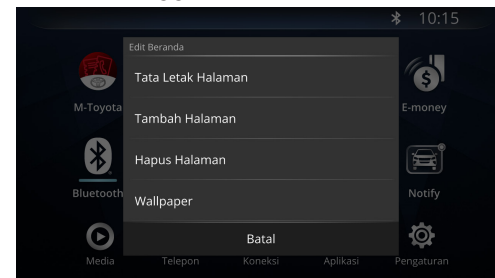 10:15
Edit Beranda
Tata Letak Halaman
M-Toyota
E-money
Tambah Halaman
Hapus Halaman
Bluetooth
Notify
Wallpaper
Batal
Media
Telepon
Koneksi
Aplikasi
Pengaturan